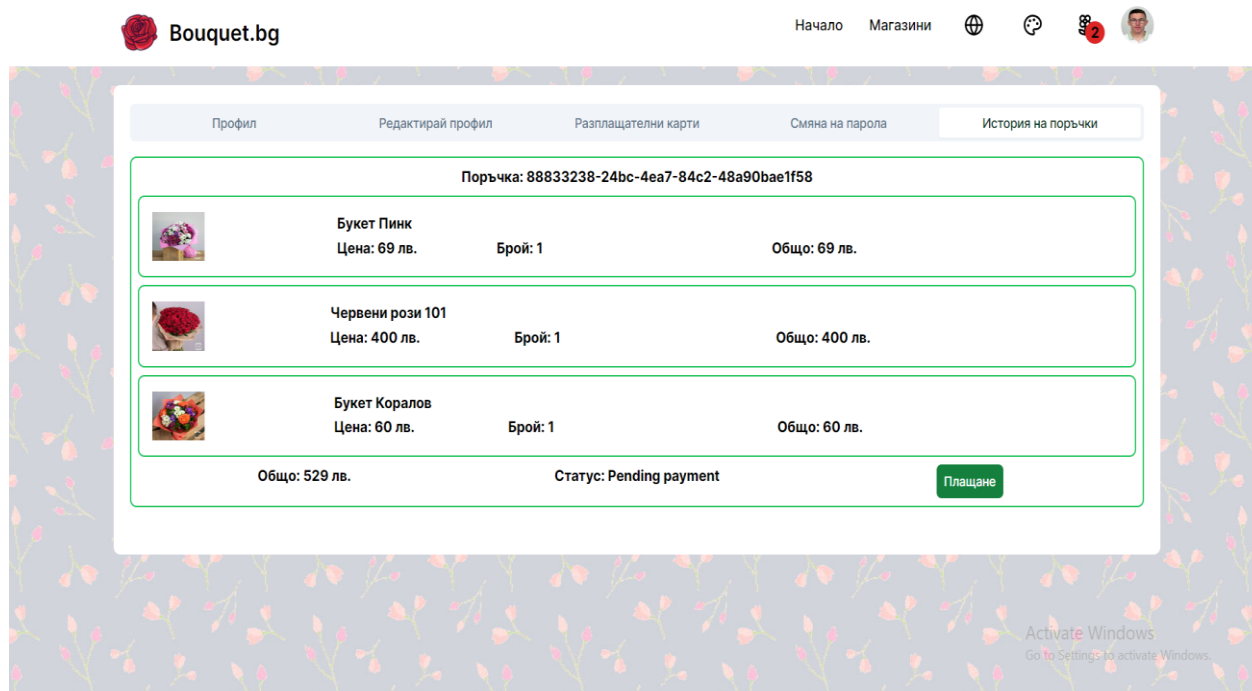 Bouquet.bg
Начало Магазини 2
Профил Редактирай профил Разплащателни карти Смяна на парола История на поръчки
Поръчка: 88833238-24bc-4ea7-84c2-48a90bae1f58
Букет Пинк
Цена: 69 лв. Брой: 1 Общо: 69 лв.
Червени рози 101
Цена: 400 лв. Брой: 1 Общо: 400 лв.
Букет Коралов
Цена: 60 лв. Брой: 1 Общо: 60 лв.
Общо: 529 лв. Статус: Pending payment Плащане
Activate Windows
Go to Settings to activate Windows.